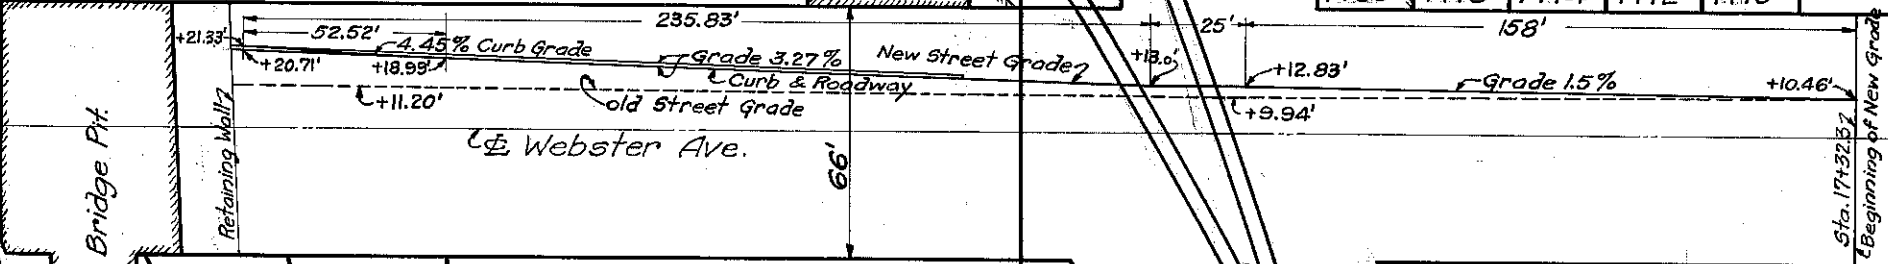 235.83'
25'
158'
52.52'
+21.33'
4.45% Curb Grade
Grade 3.27%
New Street Grade
+13.0'
+20.71'
+18.99'
Curb & Roadway
+12.83'
Grade 1.5%
+10.46'
+11.20'
old Street Grade
+9.94'
℄ Webster Ave.
66'
Bridge Pit.
Retaining Wall
Sta. 17+32.32
Beginning of New Grade